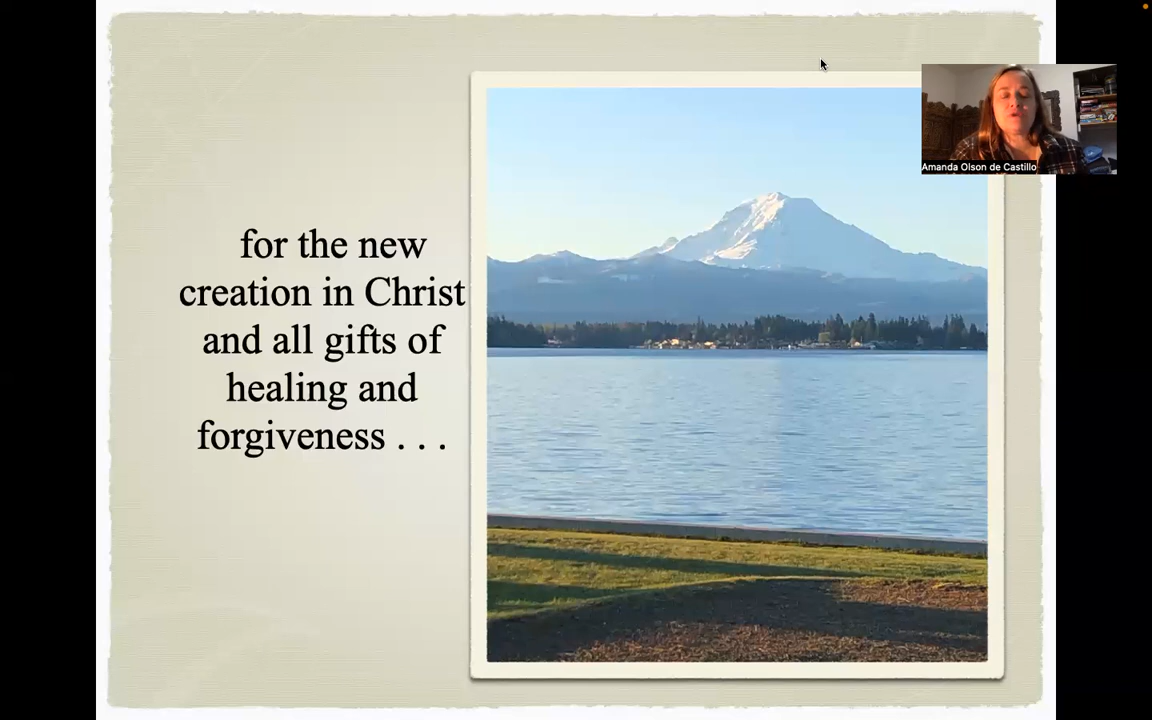 for the new
creation in Christ
and all gifts of
healing and
forgiveness . . .
Amanda Olson de Castillo